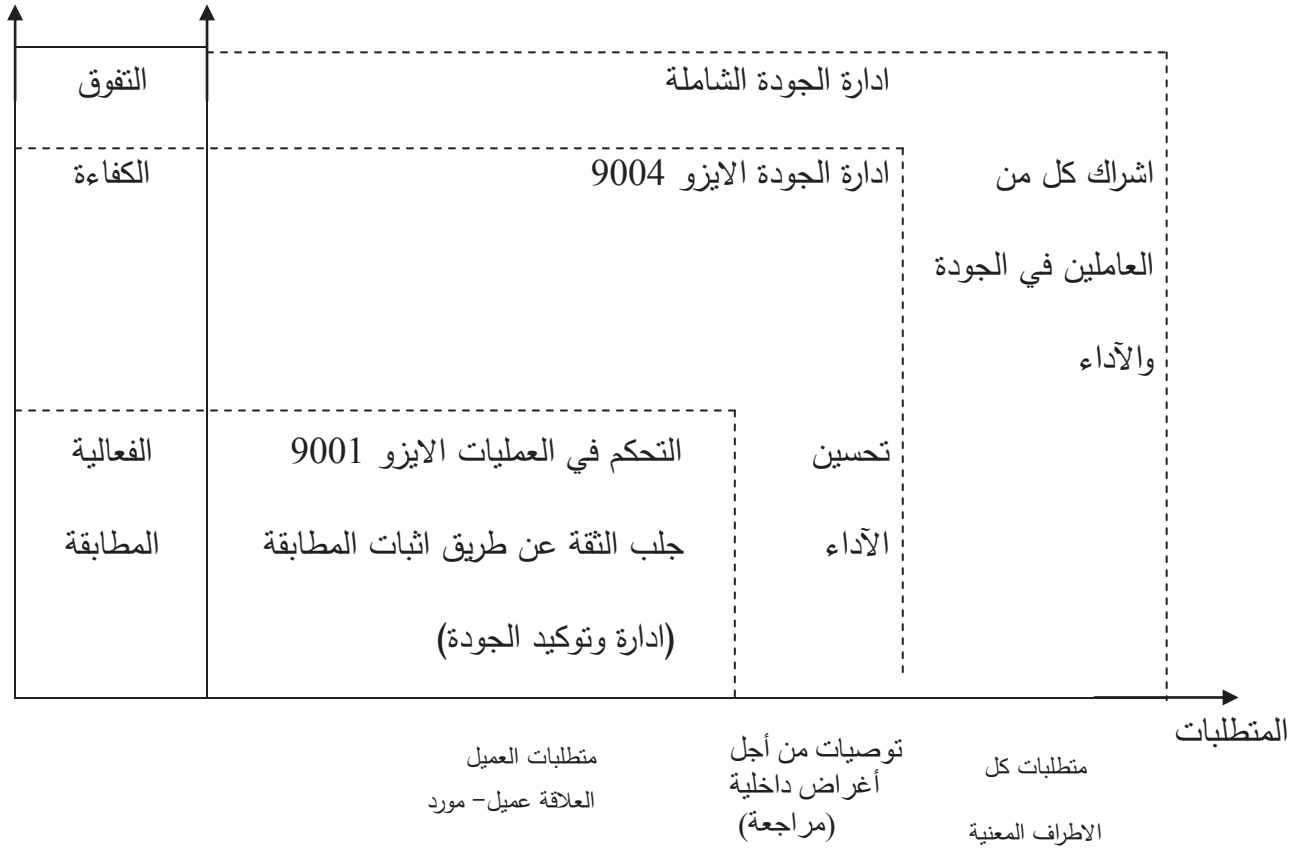 التفوق
ادارة الجودة الشاملة
الكفاءة
ادارة الجودة الايزو 9004
اشراك كل من
العاملين في الجودة
والآداء
الفعالية
التحكم في العمليات الايزو 9001
تحسين
المطابقة
جلب الثقة عن طريق اثبات المطابقة
الآداء
(ادارة وتوكيد الجودة)
المتطلبات
متطلبات العميل
العلاقة عميل- مورد
توصيات من أجل
أغراض داخلية
(مراجعة)
متطلبات كل
الاطراف المعنية